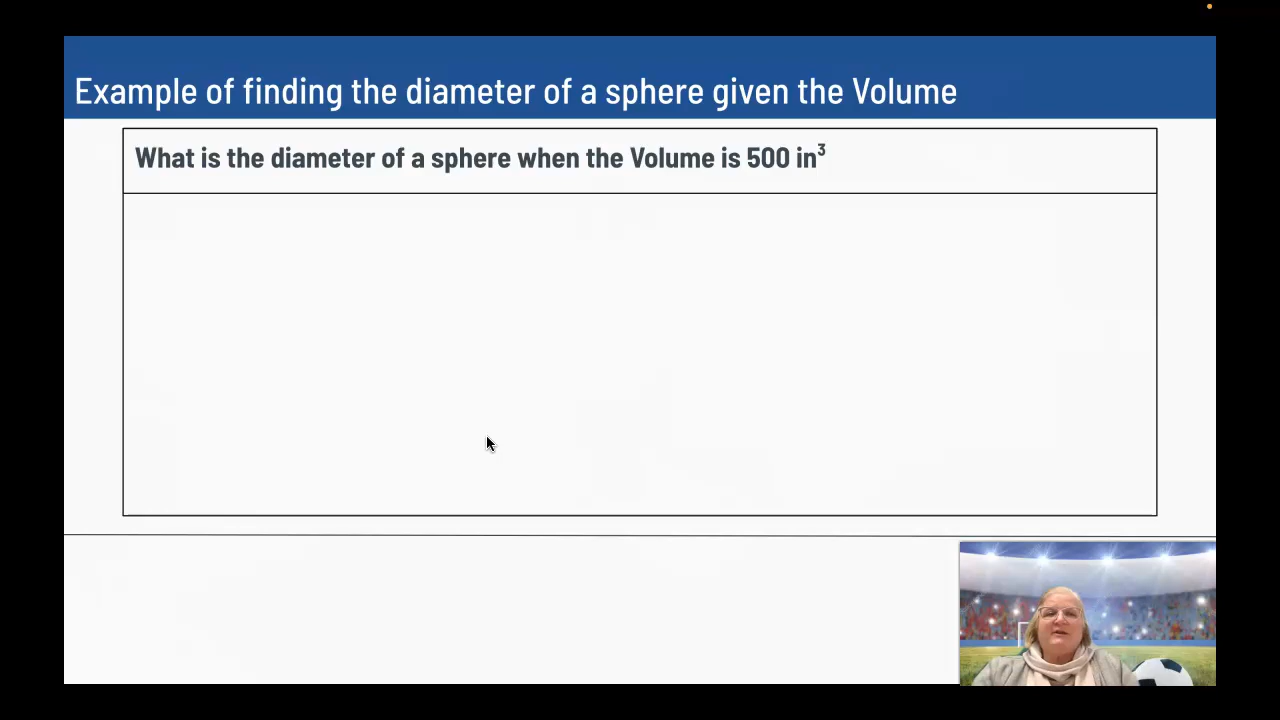 Example of finding the diameter of a sphere given the Volume
What is the diameter of a sphere when the Volume is 500 in³